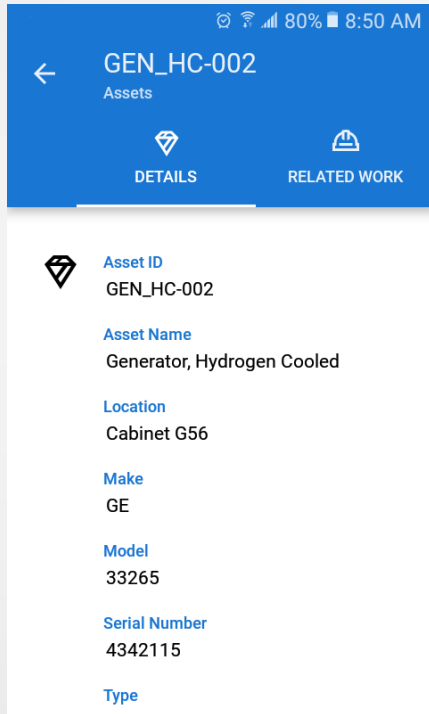 80% 8:50 AM
GEN_HC-002
Assets
DETAILS RELATED WORK
Asset ID
GEN_HC-002
Asset Name
Generator, Hydrogen Cooled
Location
Cabinet G56
Make
GE
Model
33265
Serial Number
4342115
Type